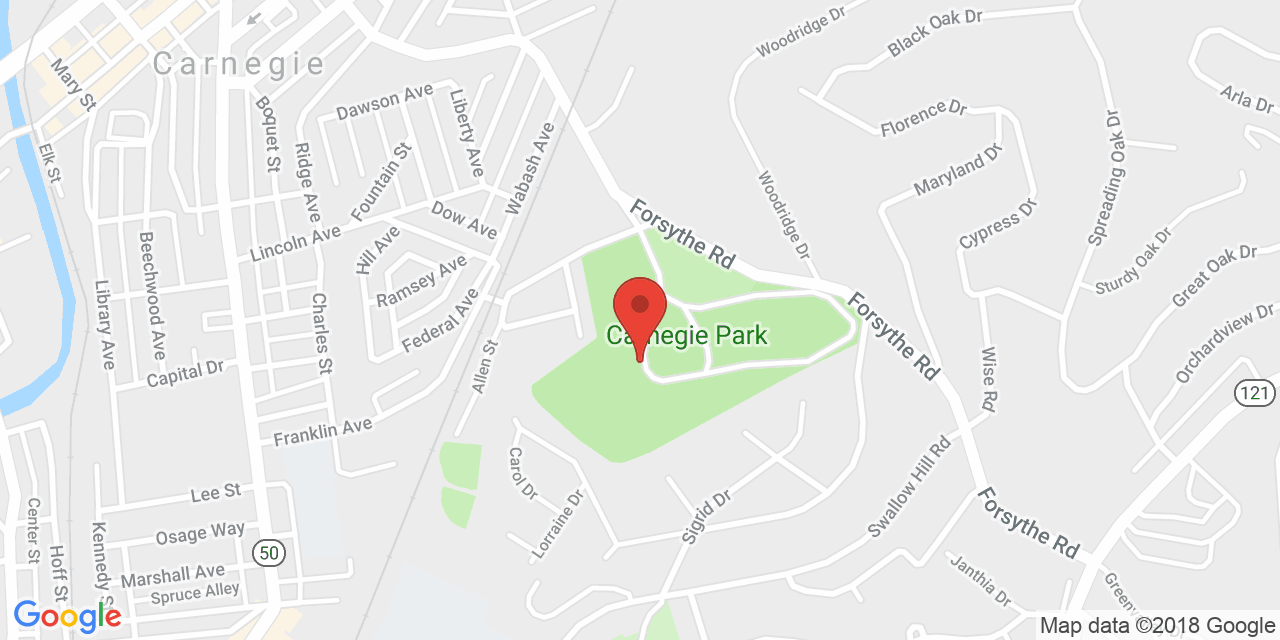 Carnegie
Mary St
Elk St
Boquet St
Ridge Ave
Dawson Ave
Liberty Ave
Wabash Ave
Fountain St
Dow Ave
Lincoln Ave
Hill Ave
Ramsey Ave
Federal Ave
Beechwood Ave
Library Ave
Charles St
Capital Dr
Allen St
Franklin Ave
Woodridge Dr
Black Oak Dr
Florence Dr
Maryland Dr
Arla Dr
Spreading Oak Dr
Woodridge Dr
Forsythe Rd
Cypress Dr
Sturdy Oak Dr
Great Oak Dr
Orchardview Dr
Forsythe Rd
Carnegie Park
Wise Rd
121
Swallow Hill Rd
Carol Dr
Lorraine Dr
Sigrid Dr
Forsythe Rd
Janthia Dr
Lee St
Osage Way
50
Marshall Ave
Spruce Alley
Center St
Hoff St
Kennedy S
Google
Map data ©2018 Google